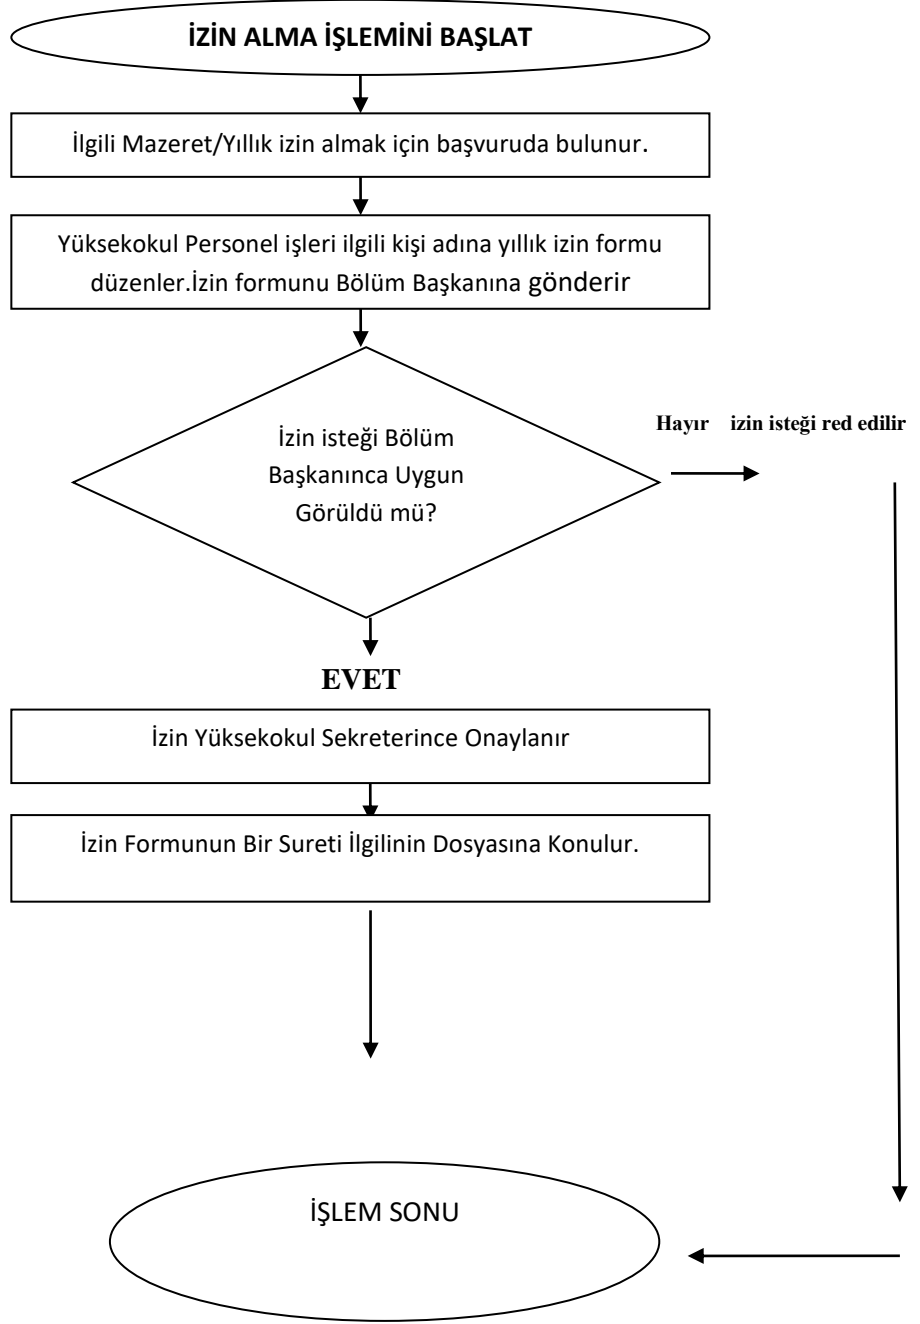 İZİN ALMA İŞLEMİNİ BAŞLAT
İlgili Mazeret/Yıllık izin almak için başvuruda bulunur.
Yüksekokul Personel işleri ilgili kişi adına yıllık izin formu
düzenler.İzin formunu Bölüm Başkanına gönderir
Hayır izin isteği red edilir
İzin isteği Bölüm
Başkanınca Uygun
Görüldü mü?
EVET
İzin Yüksekokul Sekreterince Onaylanır
İzin Formunun Bir Sureti İlgilinin Dosyasına Konulur.
İŞLEM SONU